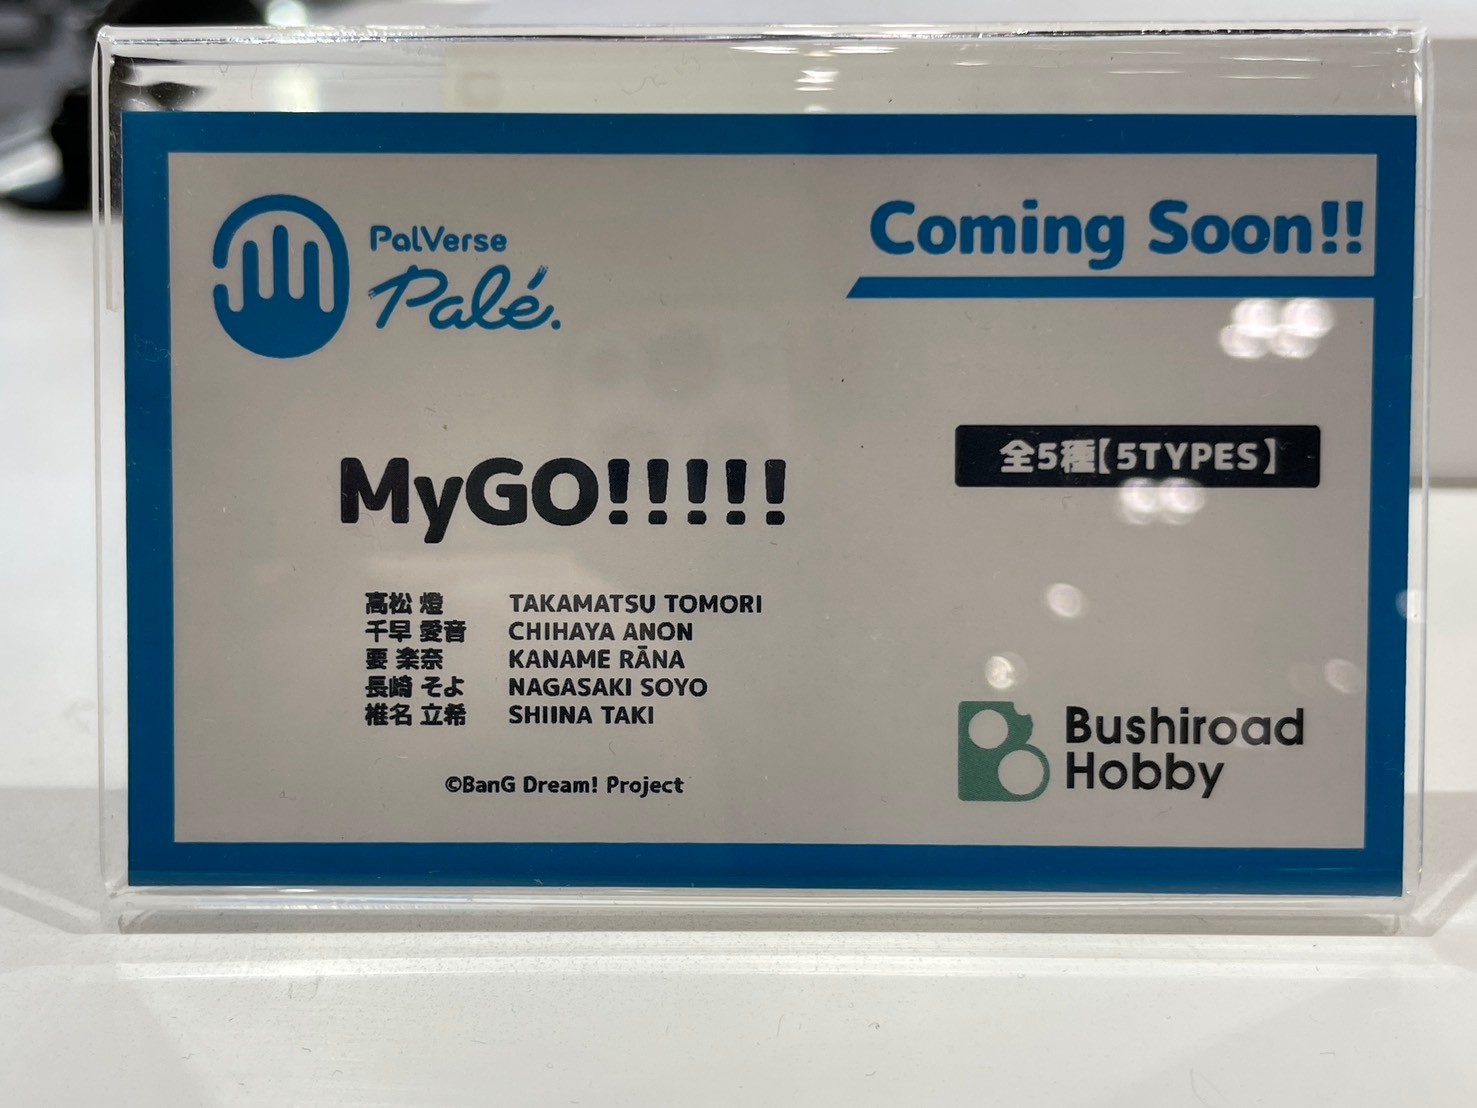 PalVerse
Palé.
Coming Soon!!
MyGO!!!!!
全5種【5TYPES】
高松 燈 TAKAMATSU TOMORI
千早 愛音 CHIHAYA ANON
要 楽奈 KANAME RĀNA
長崎 そよ NAGASAKI SOYO
椎名 立希 SHIINA TAKI
©BanG Dream! Project
Bushiroad
Hobby